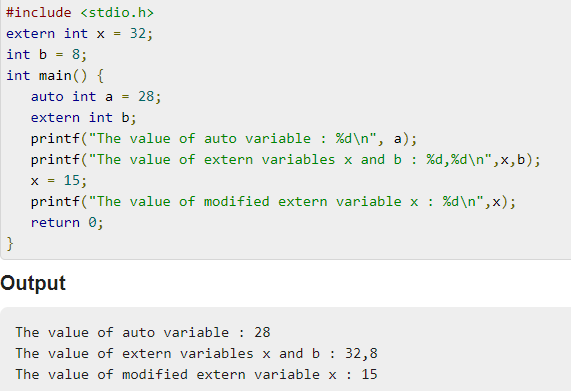 #include <stdio.h>
extern int x = 32;
int b = 8;
int main() {
   auto int a = 28;
   extern int b;
   printf("The value of auto variable : %d\n", a);
   printf("The value of extern variables x and b : %d,%d\n",x,b);
   x = 15;
   printf("The value of modified extern variable x : %d\n",x);
   return 0;
}
Output
The value of auto variable : 28
The value of extern variables x and b : 32,8
The value of modified extern variable x : 15